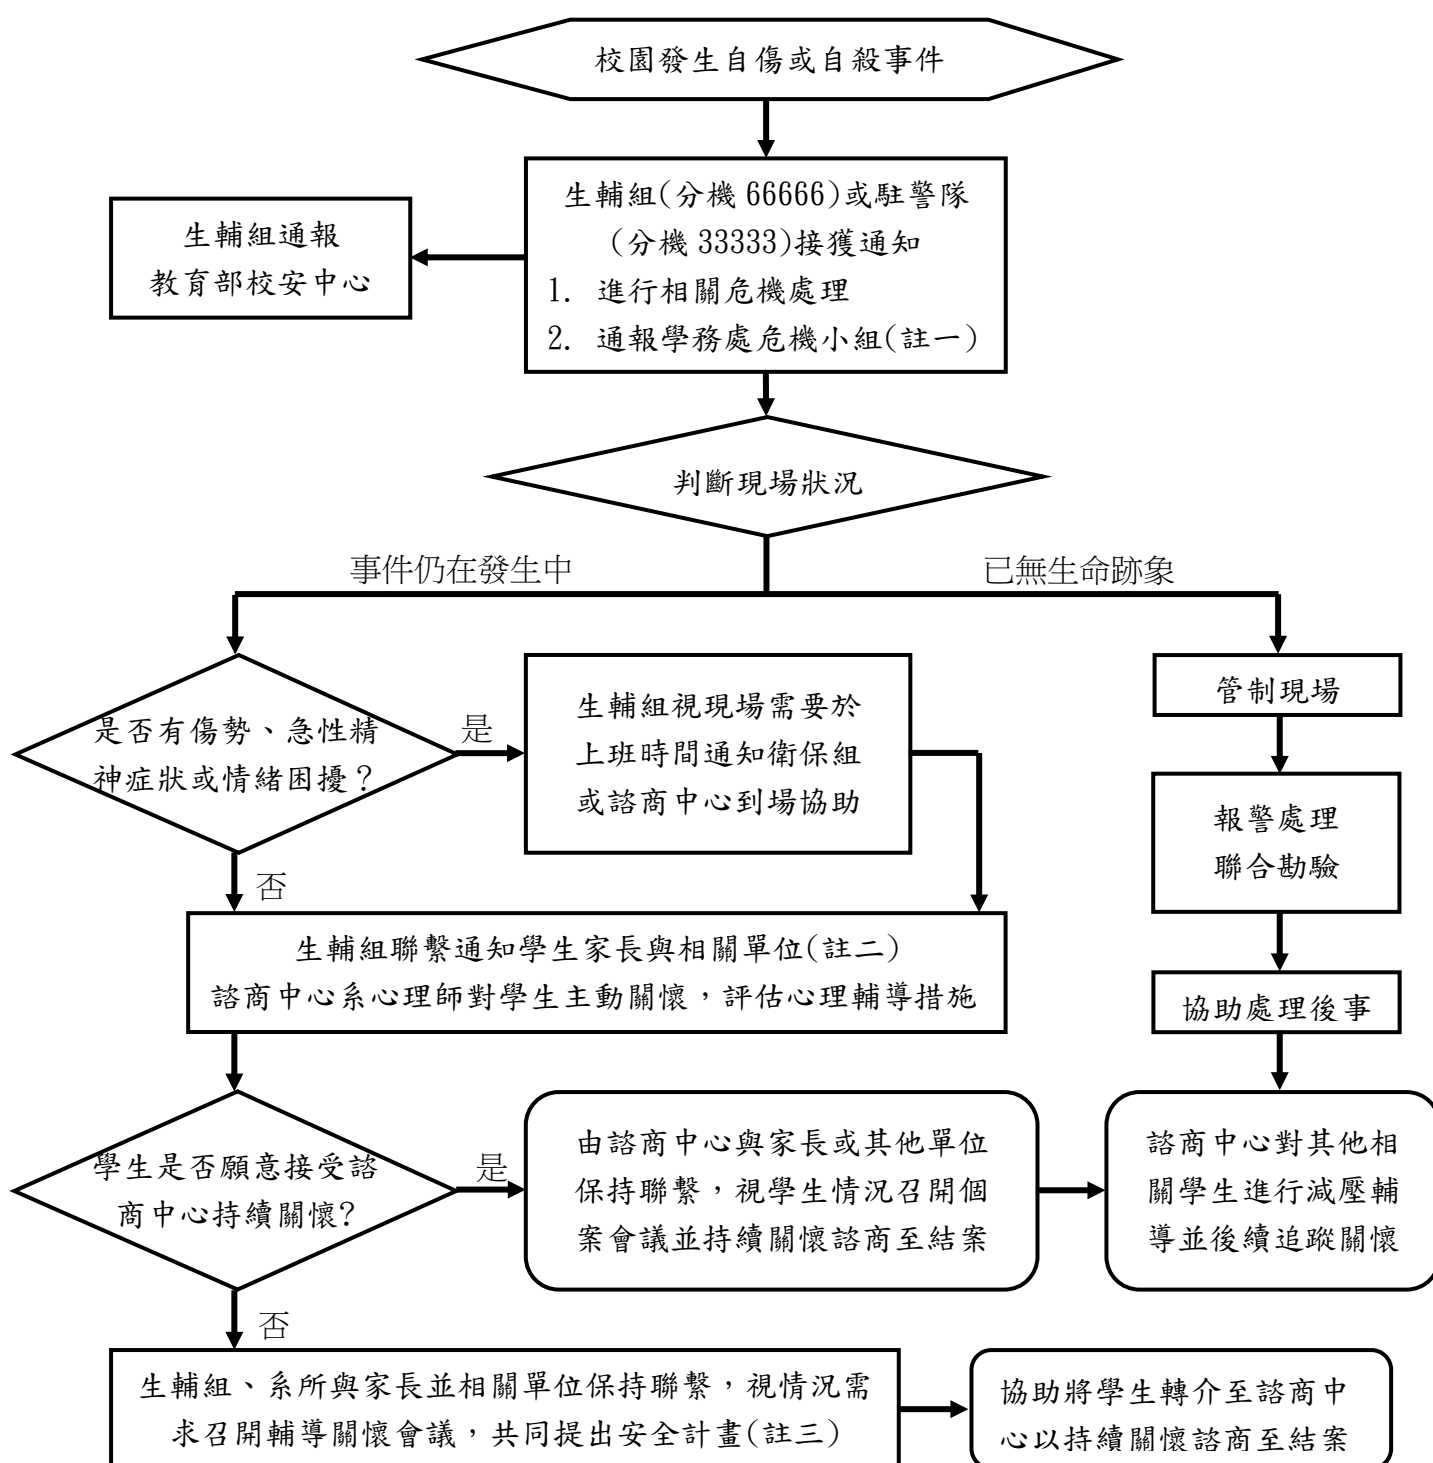 校園發生自傷或自殺事件
生輔組(分機 66666)或駐警隊
(分機 33333)接獲通知
1. 進行相關危機處理
2. 通報學務處危機小組(註一)
生輔組通報
教育部校安中心
判斷現場狀況
事件仍在發生中
已無生命跡象
是否有傷勢、急性精
神症狀或情緒困擾？
是
生輔組視現場需要於
上班時間通知衛保組
或諮商中心到場協助
管制現場
報警處理
聯合勘驗
否
生輔組聯繫通知學生家長與相關單位(註二)
諮商中心系心理師對學生主動關懷，評估心理輔導措施
協助處理後事
學生是否願意接受諮
商中心持續關懷?
是
由諮商中心與家長或其他單位
保持聯繫，視學生情況召開個
案會議並持續關懷諮商至結案
諮商中心對其他相
關學生進行減壓輔
導並後續追蹤關懷
否
生輔組、系所與家長並相關單位保持聯繫，視情況需
求召開輔導關懷會議，共同提出安全計畫(註三)
協助將學生轉介至諮商中
心以持續關懷諮商至結案